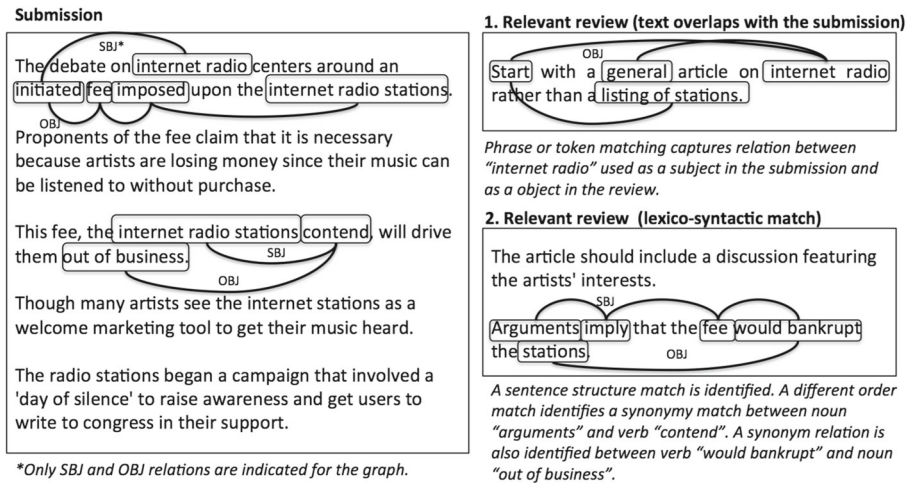 Submission
SBJ*
The debate on internet radio centers around an
initiated fee imposed upon the internet radio stations.
OBJ
Proponents of the fee claim that it is necessary
because artists are losing money since their music can
be listened to without purchase.
This fee, the internet radio stations contend, will drive
them out of business.
SBJ
OBJ
Though many artists see the internet stations as a
welcome marketing tool to get their music heard.
The radio stations began a campaign that involved a
'day of silence' to raise awareness and get users to
write to congress in their support.
*Only SBJ and OBJ relations are indicated for the graph.
1. Relevant review (text overlaps with the submission)
OBJ
Start with a general article on internet radio
rather than a listing of stations.
Phrase or token matching captures relation between
“internet radio” used as a subject in the submission and
as a object in the review.
2. Relevant review (lexico-syntactic match)
The article should include a discussion featuring
the artists' interests.
SBJ
Arguments imply that the fee would bankrupt
the stations.
OBJ
A sentence structure match is identified. A different order
match identifies a synonymy match between noun
“arguments” and verb “contend”. A synonym relation is
also identified between verb “would bankrupt” and noun
“out of business”.